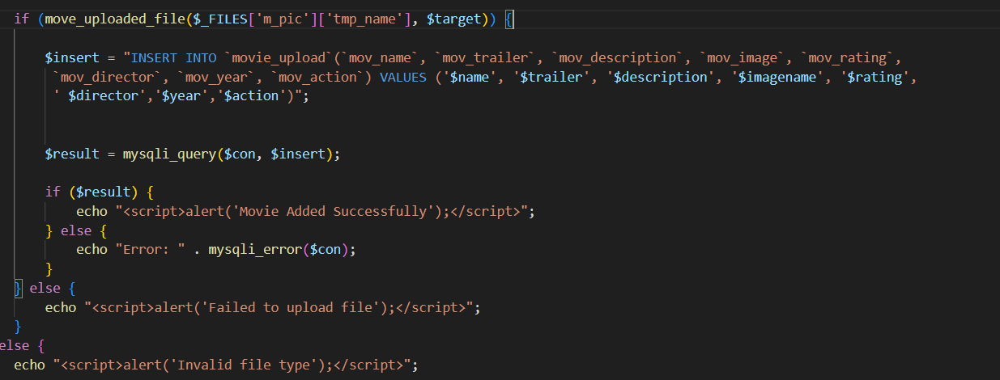 if (move_uploaded_file($_FILES['m_pic']['tmp_name'], $target)) {
$insert = "INSERT INTO `movie_upload`(`mov_name`, `mov_trailer`, `mov_description`, `mov_image`, `mov_rating`,
`mov_director`, `mov_year`, `mov_action`) VALUES ('$name', '$trailer', '$description', '$imagename', '$rating',
' $director','$year','$action')";
$result = mysqli_query($con, $insert);
if ($result) {
echo "<script>alert('Movie Added Successfully');</script>";
} else {
echo "Error: " . mysqli_error($con);
}
} else {
echo "<script>alert('Failed to upload file');</script>";
}
else {
echo "<script>alert('Invalid file type');</script>";